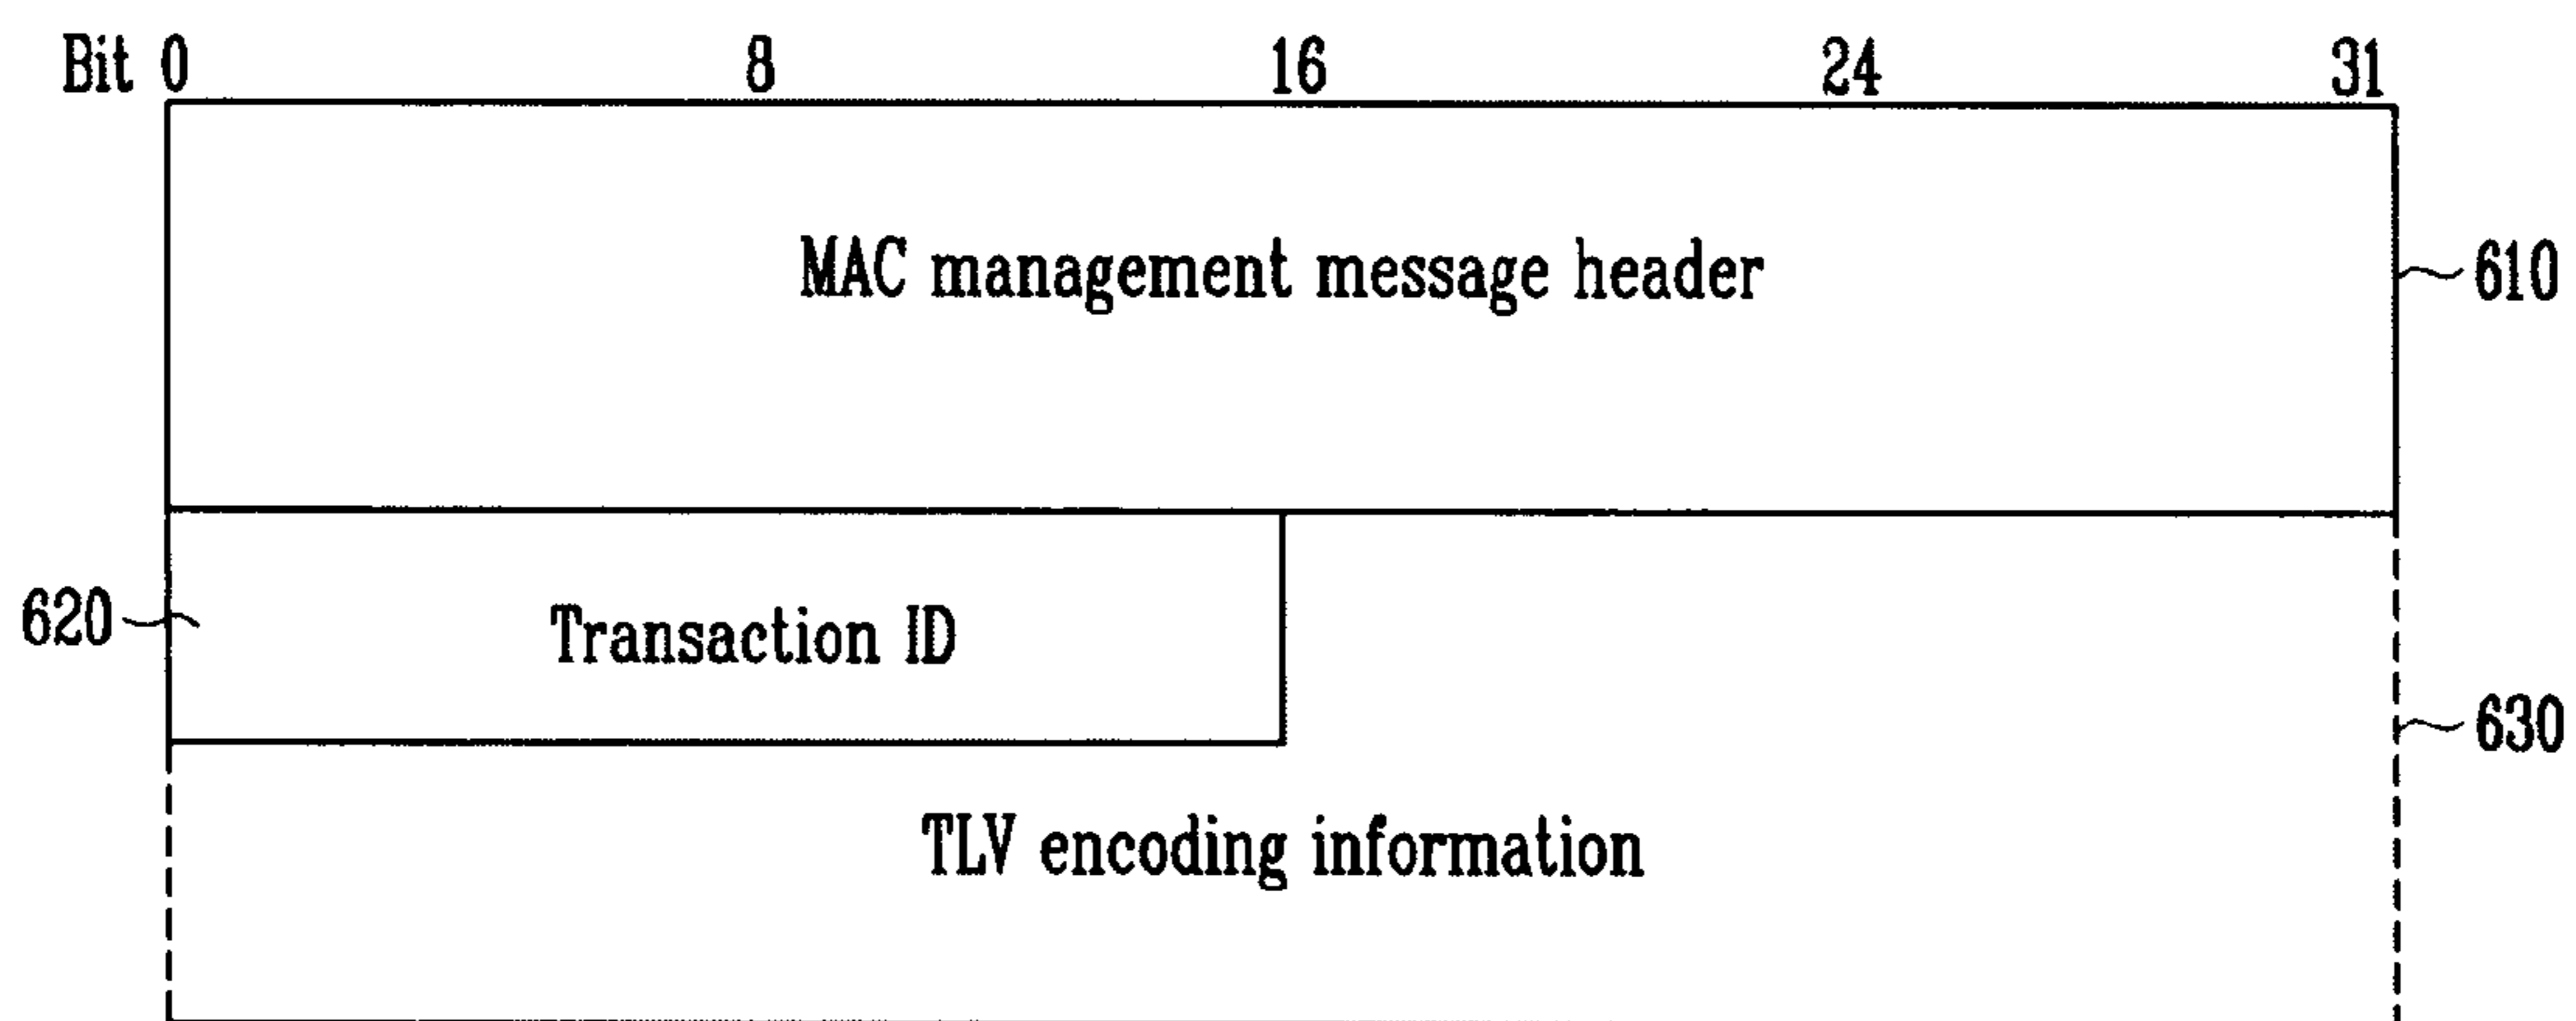 Bit 0 8 16 24 31
MAC management message header
610
620
Transaction ID
630
TLV encoding information